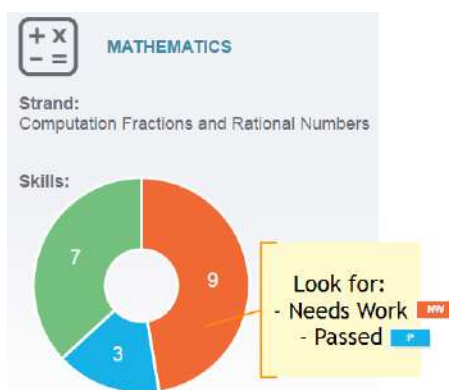 + x
- =
MATHEMATICS
Strand:
Computation Fractions and Rational Numbers
Skills:
7
9
3
Look for:
- Needs Work NW
- Passed P